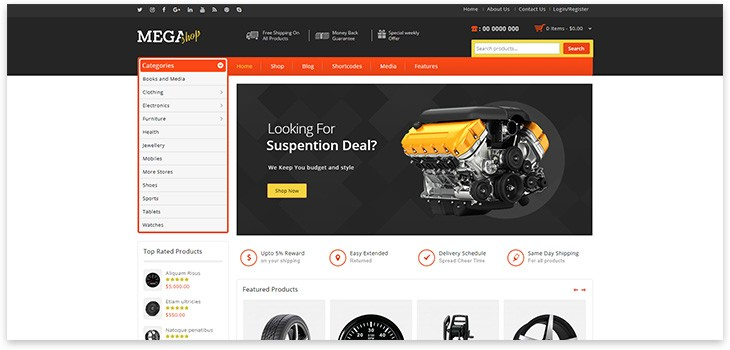 Home About Us Contact Us Login/Register
MEGA Shop
Free Shipping On
All Products
Money Back
Guarantee
Special weekly
Offer
: 00 0000 000
0 Items - $0.00
Search products...
Search
Categories
Home Shop Blog Shortcodes Media Features
Books and Media
Clothing
Electronics
Furniture
Health
Jewellery
Mobiles
More Stores
Shoes
Sports
Tablets
Watches
Looking For
Suspention Deal?
We Keep You budget and style
Shop Now
Upto 5% Reward
on your shipping
Easy Extended
Returned
Delivery Schedule
Spread Cheer Time
Same Day Shipping
For all products
Top Rated Products
Aliquam Risus
$5,000.00
Etiam ultricies
$550.00
Natoque penatibus
Featured Products